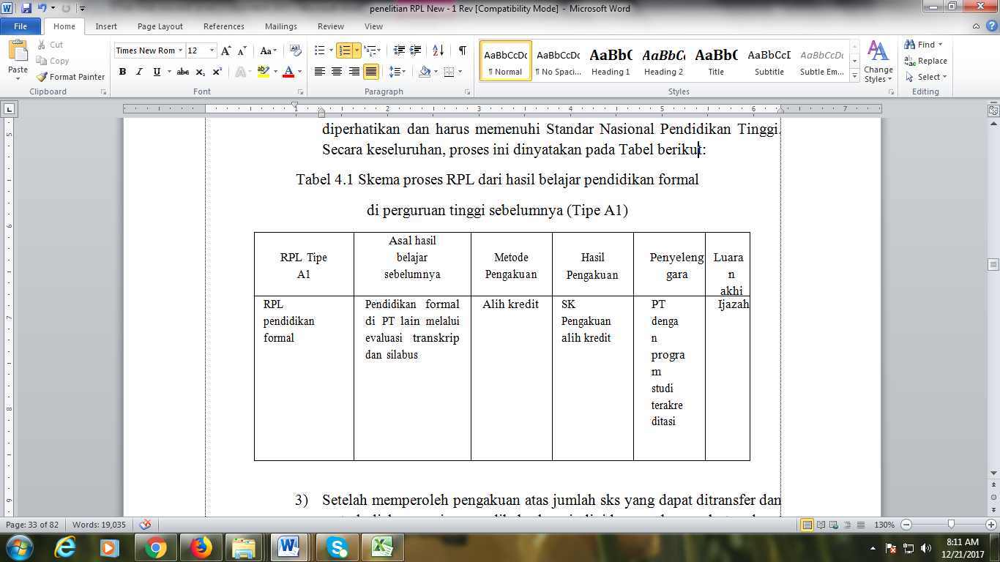 penelitian RPL New - 1 Rev [Compatibility Mode] - Microsoft Word
File Home Insert Page Layout References Mailings Review View
Paste
Cut
Copy
Format Painter
Clipboard
Times New Rom 12
Font
Paragraph
AaBbCcDc
¶ Normal
AaBbCcDc
¶ No Spaci...
AaBbC
Heading 1
AaBbCc
Heading 2
AaBbC
Title
AaBbCcI
Subtitle
AaBbCcDc
Subtle Em...
Change
Styles
Styles
Find
Replace
Select
Editing
1 2 3 4 5 6 7
diperhatikan dan harus memenuhi Standar Nasional Pendidikan Tinggi.
Secara keseluruhan, proses ini dinyatakan pada Tabel berikut:
Tabel 4.1 Skema proses RPL dari hasil belajar pendidikan formal
di perguruan tinggi sebelumnya (Tipe A1)
RPL Tipe
A1
Asal hasil
belajar
sebelumnya
Metode
Pengakuan
Hasil
Pengakuan
Penyeleng
gara
Luara
n
akhi
RPL
pendidikan
formal
Pendidikan formal
di PT lain melalui
evaluasi transkrip
dan silabus
Alih kredit
SK
Pengakuan
alih kredit
PT
denga
n
progra
m
studi
terakre
ditasi
Ijazah
3) Setelah memperoleh pengakuan atas jumlah sks yang dapat ditransfer dan
Page: 33 of 82 Words: 19,035 130%
8:11 AM
12/21/2017